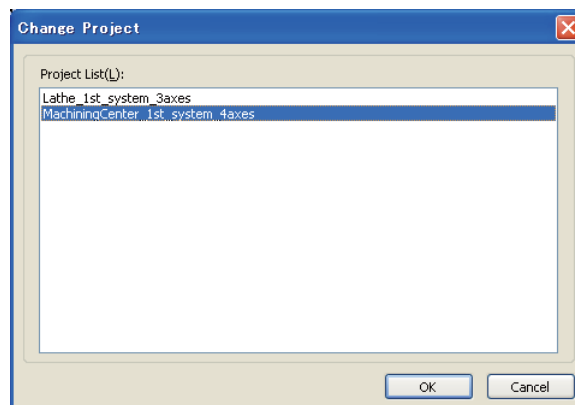 Change Project
Project List(L):
Lathe_1st_system_3axes
MachiningCenter_1st_system_4axes
OK
Cancel